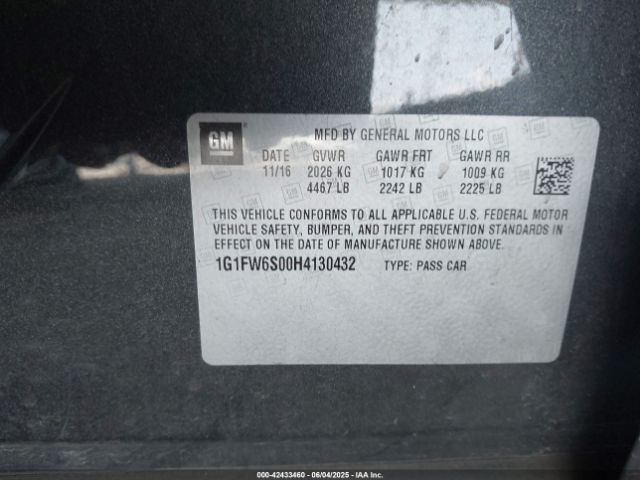 GM
MFD BY GENERAL MOTORS LLC
DATE GVWR GAWR FRT GAWR RR
11/16 2026 KG 1017 KG 1009 KG
4467 LB 2242 LB 2225 LB
THIS VEHICLE CONFORMS TO ALL APPLICABLE U.S. FEDERAL MOTOR
VEHICLE SAFETY, BUMPER, AND THEFT PREVENTION STANDARDS IN
EFFECT ON THE DATE OF MANUFACTURE SHOWN ABOVE.
1G1FW6S00H4130432 TYPE: PASS CAR
000-42433460 - 06/04/2025 - IAA Inc.